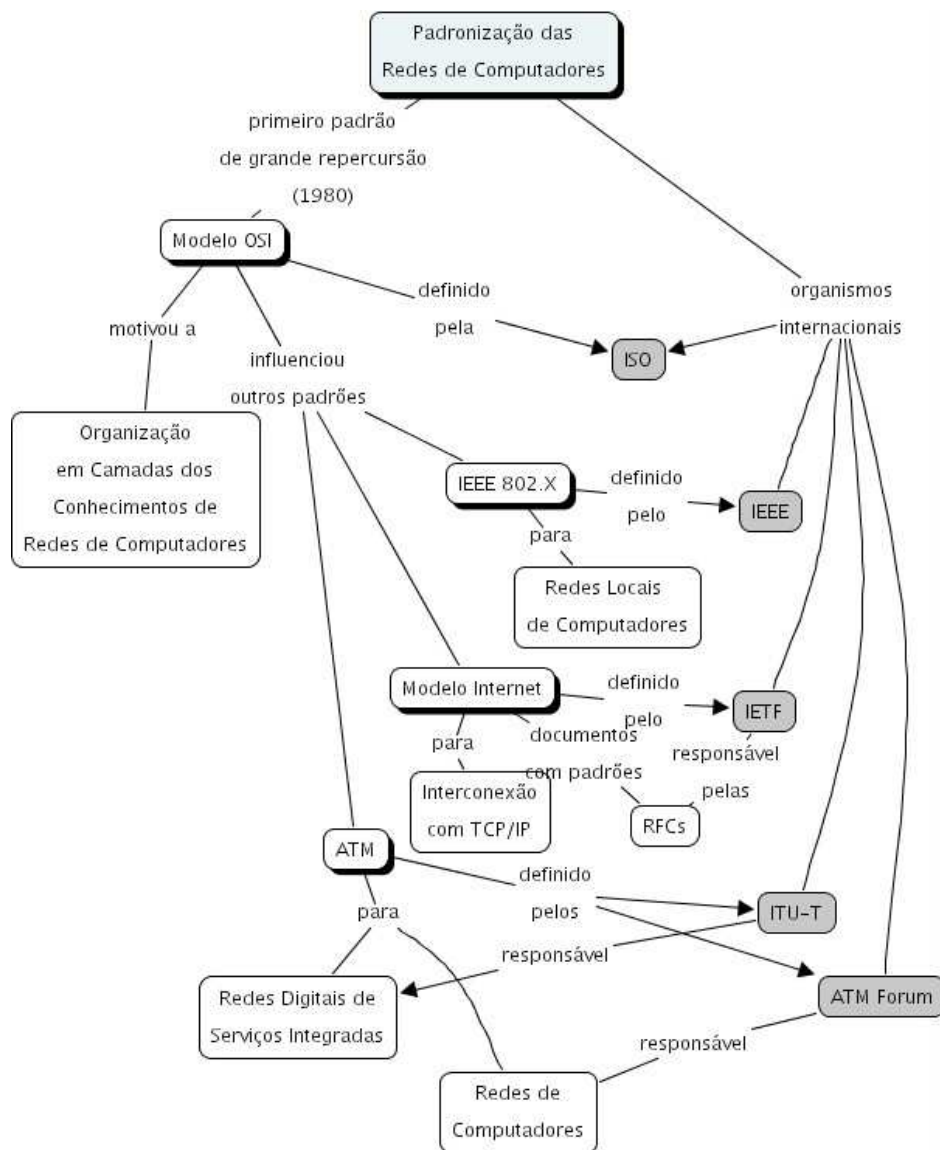 Padronização das
Redes de Computadores
primeiro padrão
de grande repercursão
(1980)
Modelo OSI
definido
pela
organismos
internacionais
motivou a
influenciou
outros padrões
ISO
Organização
em Camadas dos
Conhecimentos de
Redes de Computadores
IEEE 802.X
definido
pelo
IEEE
para
Redes Locais
de Computadores
Modelo Internet
definido
pelo
IETF
para
documentos
com padrões
responsável
pelas
Interconexão
com TCP/IP
RFCs
ATM
definido
pelos
ITU-T
para
responsável
Redes Digitais de
Serviços Integradas
ATM Forum
responsável
Redes de
Computadores